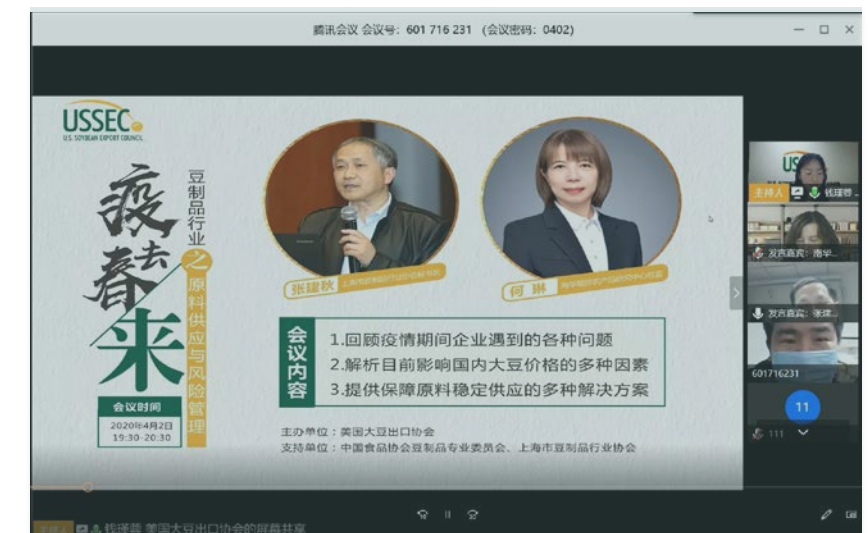 腾讯会议 会议号：601 716 231 （会议密码：0402）
USSEC
U.S. SOYBEAN EXPORT COUNCIL
疫去春来
豆制品行业之原料供应与风险管理
会议时间
2020年4月2日
19:30-20:30
张建秋
何琳
会议内容
1.回顾疫情期间企业遇到的各种问题
2.解析目前影响国内大豆价格的多种因素
3.提供保障原料稳定供应的多种解决方案
主办单位：美国大豆出口协会
支持单位：中国食品协会豆制品专业委员会、上海市豆制品行业协会
主持人
发言嘉宾：南华...
发言嘉宾：张...
601716231
11
111
主持人
美国大豆出口协会的屏幕共享